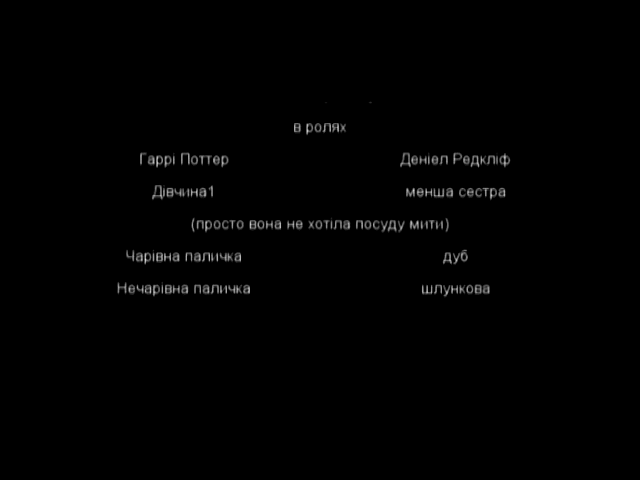 в ролях
Гаррі Поттер Деніел Редкліф
Дівчина1 менша сестра
(просто вона не хотіла посуду мити)
Чарівна паличка дуб
Нечарівна паличка шлункова